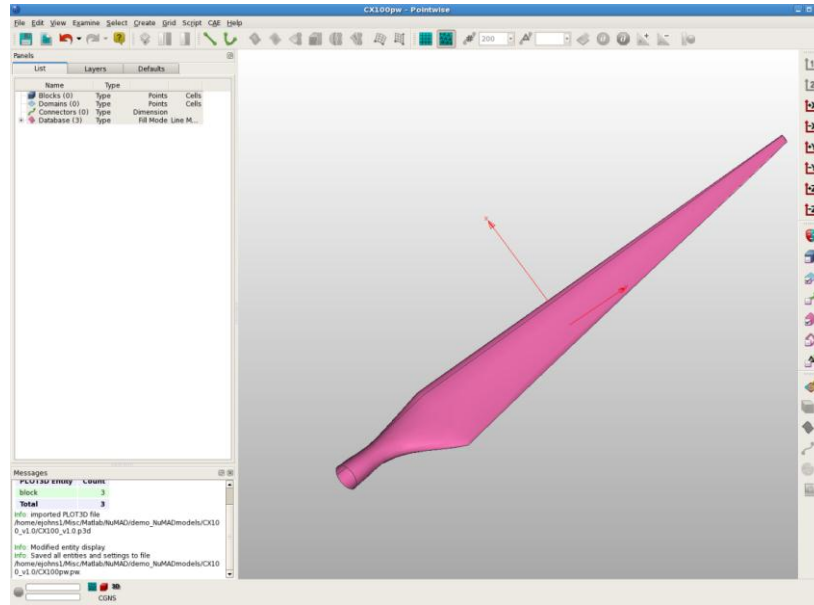 CX100pw - Pointwise
File Edit View Examine Select Create Grid Script CAE Help
200
Panels
List Layers Defaults
Name Type
Blocks (0) Type Points Cells
Domains (0) Type Points Cells
Connectors (0) Type Dimension
Database (3) Type Fill Mode Line M...
Messages
PLOT3D Entity Count
block 3
Total 3
Info: imported PLOT3D file
/home/ejohns1/Misc/Matlab/NuMAD/demo_NuMADmodels/CX10
0_v1.0/CX100_v1.0.p3d
Info: Modified entity display
Info: Saved all entities and settings to file
/home/ejohns1/Misc/Matlab/NuMAD/demo_NuMADmodels/CX10
0_v1.0/CX100pw.pw
3D
CGNS